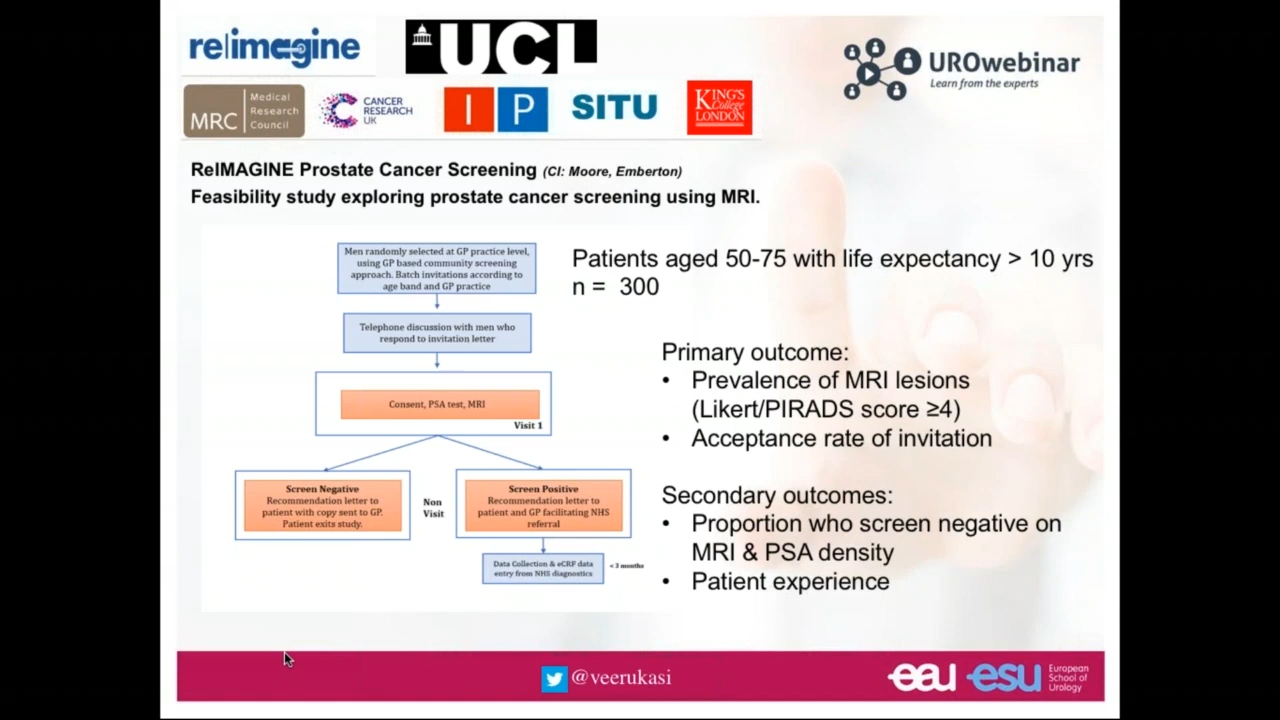 relimagine
UCL
UROwebinar
Learn from the experts
MRC
Medical
Research
Council
CANCER
RESEARCH
UK
I P
SITU
KING'S
College
LONDON
ReIMAGINE Prostate Cancer Screening (CI: Moore, Emberton)
Feasibility study exploring prostate cancer screening using MRI.
Men randomly selected at GP practice level,
using GP based community screening
approach. Batch invitations according to
age band and GP practice
Telephone discussion with men who
respond to invitation letter
Consent, PSA test, MRI
Visit 1
Screen Negative
Recommendation letter to
patient with copy sent to GP.
Patient exits study.
Non
Visit
Screen Positive
Recommendation letter to
patient and GP facilitating NHS
referral
Data Collection & eCRF data
entry from NHS diagnostics
< 3 months
Patients aged 50-75 with life expectancy > 10 yrs
n = 300
Primary outcome:
• Prevalence of MRI lesions
(Likert/PIRADS score ≥4)
• Acceptance rate of invitation
Secondary outcomes:
• Proportion who screen negative on
MRI & PSA density
• Patient experience
@veerukasi
eau esu
European
School of
Urology